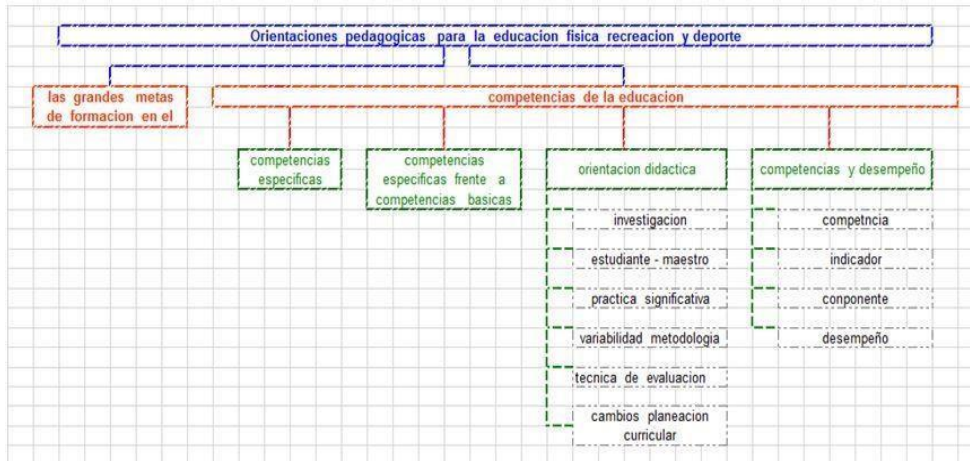 Orientaciones pedagogicas para la educacion fisica recreacion y deporte
las grandes metas
de formacion en el
competencias de la educacion
competencias
especificas
competencias
especificas frente a
competencias basicas
orientacion didactica
investigacion
estudiante - maestro
practica significativa
variabilidad metodologia
tecnica de evaluacion
cambios planeacion
curricular
competencias y desempeño
competncia
indicador
conponente
desempeño